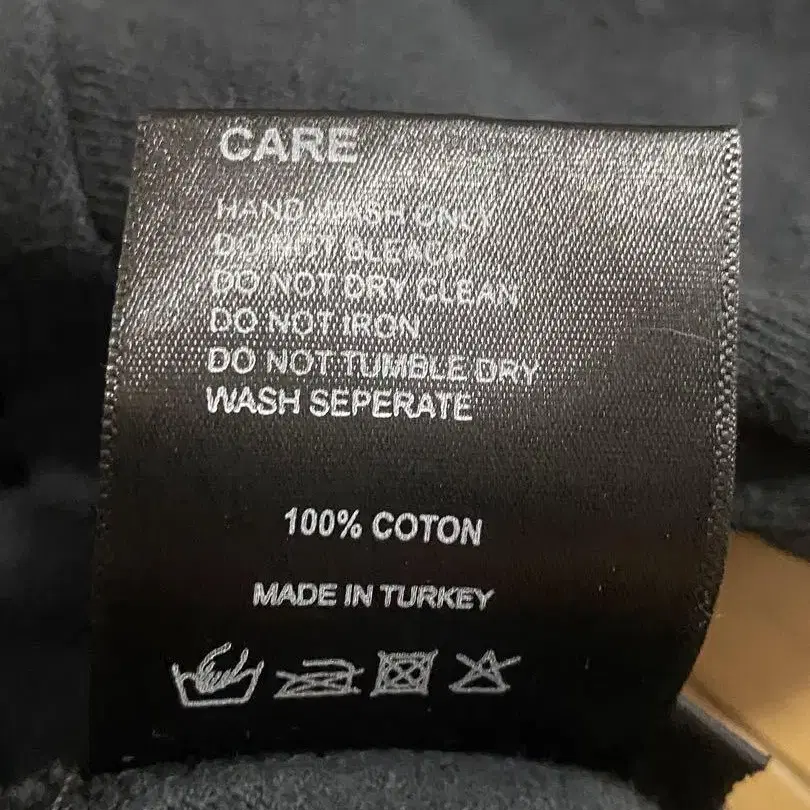 CARE
HAND WASH ONLY
DO NOT BLEACH
DO NOT DRY CLEAN
DO NOT IRON
DO NOT TUMBLE DRY
WASH SEPERATE
100% COTON
MADE IN TURKEY